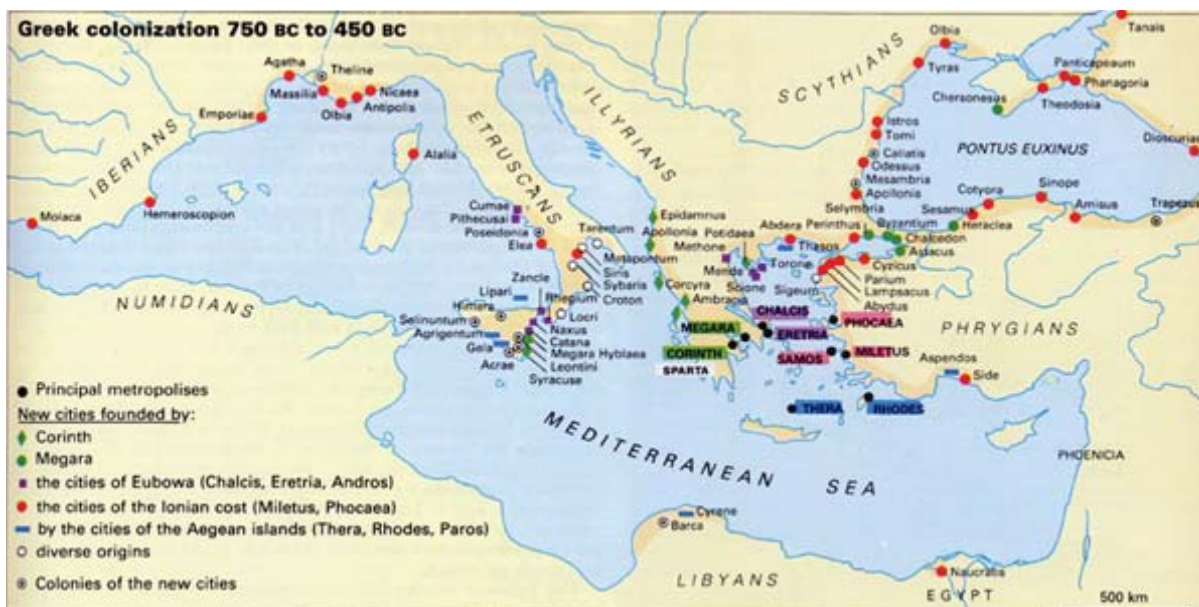 Greek colonization 750 BC to 450 BC
Agatha
Theline
Massilia
Nicaea
Antipolis
Olbia
Emporiae
IBERIANS
Alalia
ETRUSCANS
ILLYRIANS
SCYTHIANS
Olbia
Tyras
Tanais
Panticapeaum
Phanagoria
Chersonesas
Theodosia
Dioscurias
Istros
Tomi
Callatis
Odessus
Mesambria
Apollonia
PONTUS EUXINUS
Molaca
Hemeroscopion
Cumae
Pithecusai
Poseidonia
Elea
Tarentum
Metapontum
Siris
Sybaris
Croton
Epidamnus
Apollonia
Potidaea
Methone
Mende
Torone
Scione
Abdera
Perinthus
Thasos
Selymbria
Byzantium
Chalcedon
Astacus
Sesamus
Heraclea
Cotyora
Sinope
Amisus
Trapezus
Cyzicus
Parium
Lampsacus
Abydus
Sigeum
NUMIDIANS
Zancle
Lipari
Rhegium
Himera
Selinuntum
Agrigentum
Gela
Acrae
Locri
Naxus
Catana
Megara Hyblaea
Leontini
Syracuse
Corcyra
Ambracia
CHALCIS
MEGARA
ERETRIA
CORINTH
SPARTA
PHOCAEA
SAMOS
MILETUS
PHRYGIANS
Aspendos
Side
THERA
RHODES
MEDITERRANEAN SEA
PHOENICIA
Cyrene
Barca
LIBYANS
Naucratis
EGYPT
500 km
Principal metropolises
New cities founded by:
Corinth
Megara
the cities of Eubowa (Chalcis, Eretria, Andros)
the cities of the Ionian cost (Miletus, Phocaea)
by the cities of the Aegean islands (Thera, Rhodes, Paros)
diverse origins
Colonies of the new cities